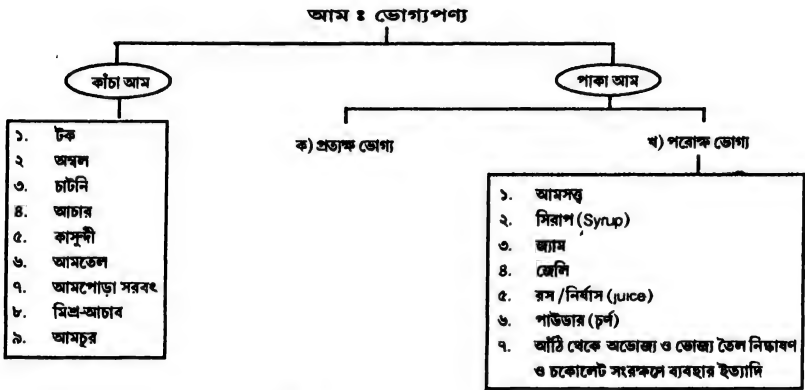 আম ঃ ভোগ্যপণ্য
কাঁচা আম
পাকা আম
১. টক
২ অম্বল
৩. চাটনি
৪. আচার
৫. কাসুন্দী
৬. আমতেল
৭. আমপোড়া সরবৎ
৮. মিশ্র-আচাব
৯. আমচুর
ক) প্রত্যক্ষ ভোগ্য
খ) পরোক্ষ ভোগ্য
১. আমসত্ত্ব
২. সিরাপ (Syrup)
৩. জ্যাম
৪. জেলি
৫. রস / নির্যাস (juice)
৬. পাউডার (চূর্ণ)
৭. আঁঠি থেকে অভোজ্য ও ভোজ্য তৈল নিষ্কাষণ
ও চকোলেট সংরক্ষনে ব্যবহার ইত্যাদি